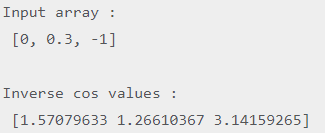 Input array :
[0, 0.3, -1]
Inverse cos values :
[1.57079633 1.26610367 3.14159265]